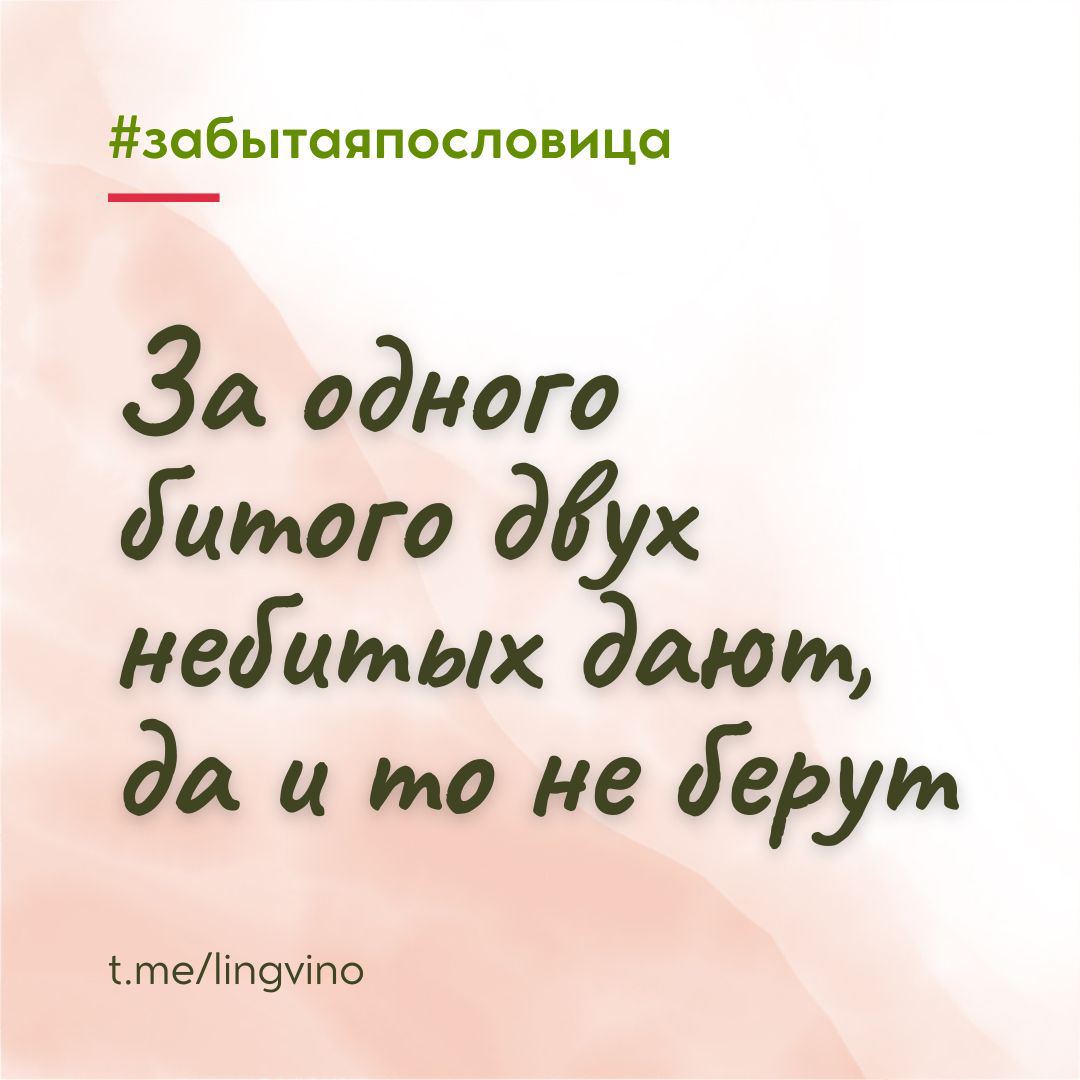 #забытаяпословица
За одного
битого двух
небитых дают,
да и то не берут
t.me/lingvino